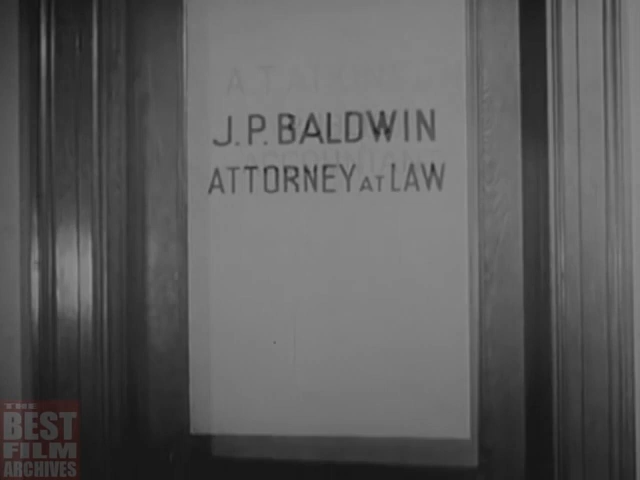 J.P. BALDWIN
ATTORNEY AT LAW
THE
BEST
FILM
ARCHIVES